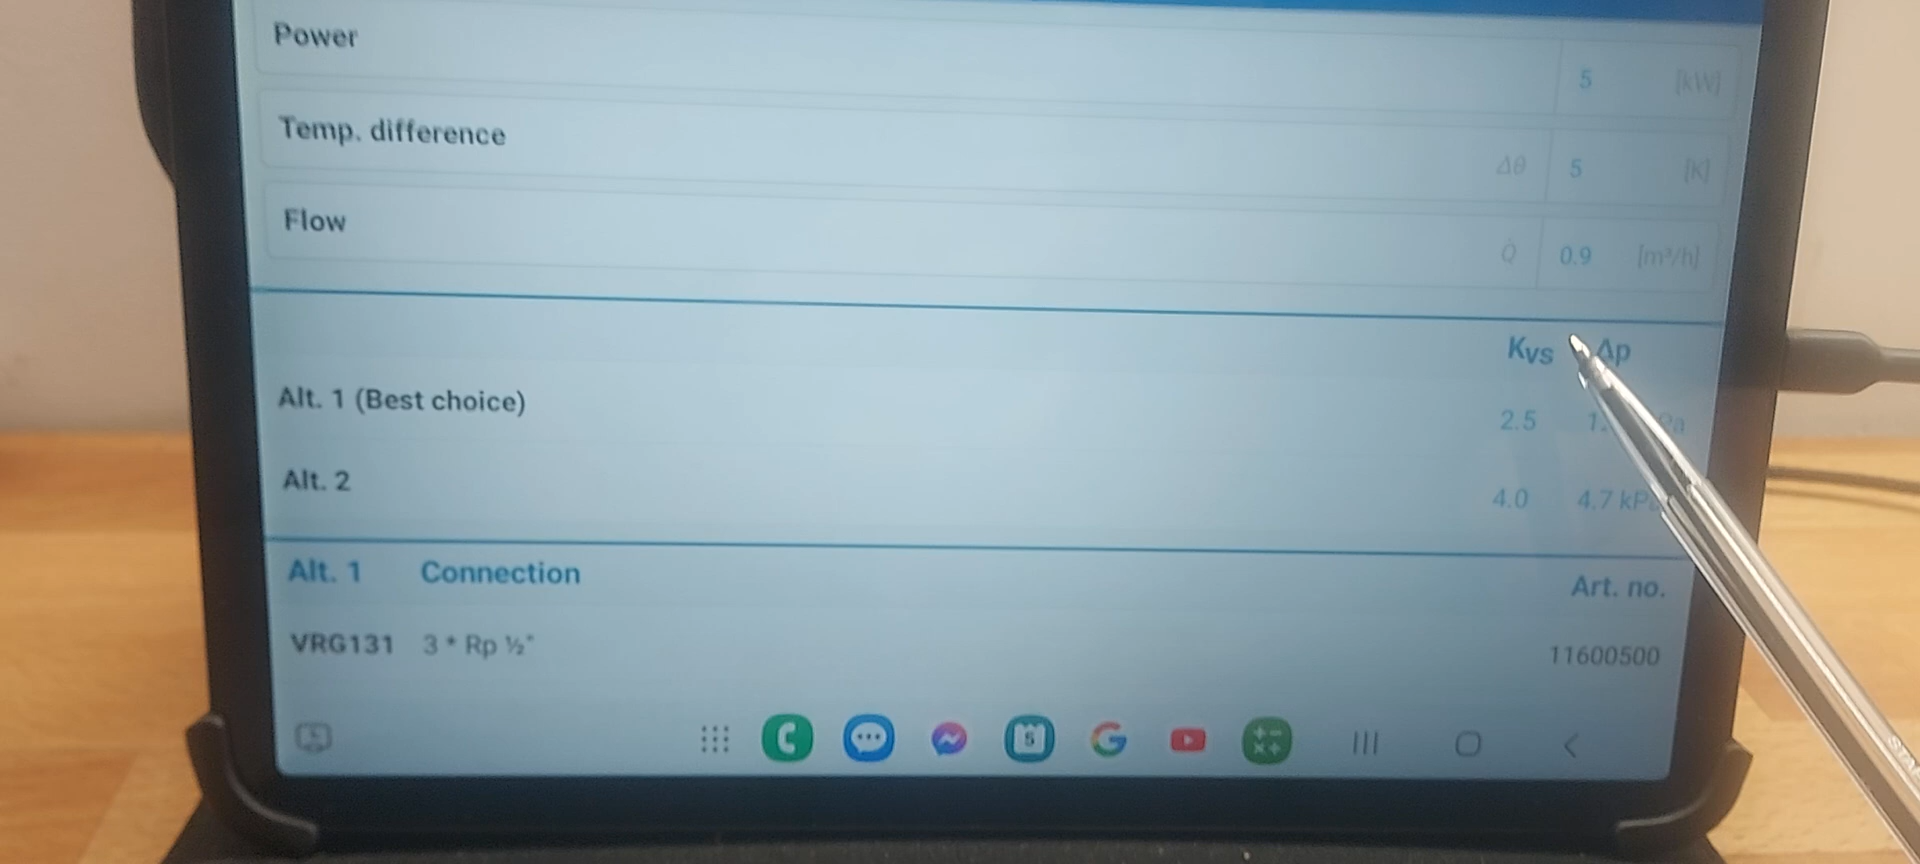 Power 5 [kW]
Temp. difference Δθ 5 [K]
Flow Q̇ 0.9 [m³/h]
Kvs Δp
Alt. 1 (Best choice) 2.5
Alt. 2 4.0 4.7
Alt. 1 Connection Art. no.
VRG131 3 * Rp ½" 11600500